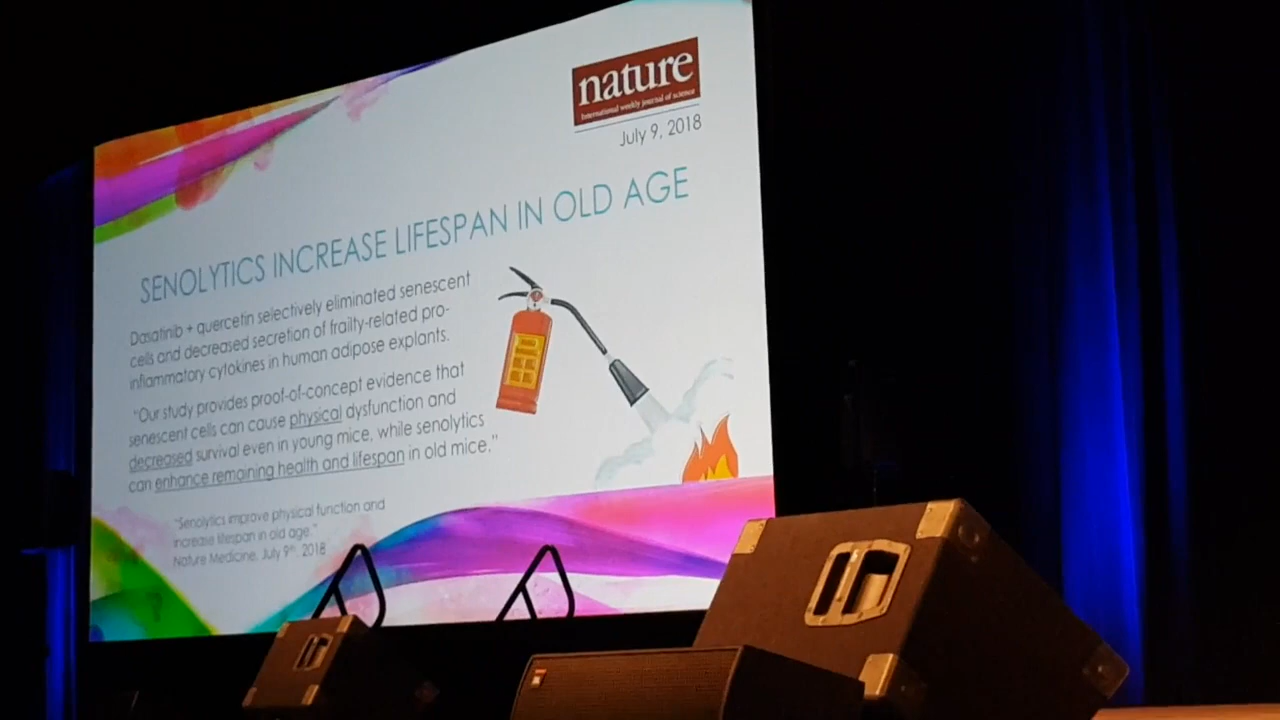 nature
International weekly journal of science
July 9, 2018
SENOLYTICS INCREASE LIFESPAN IN OLD AGE
Dasatinib + quercetin selectively eliminated senescent
cells and decreased secretion of frailty-related pro-
inflammatory cytokines in human adipose explants.
"Our study provides proof-of-concept evidence that
senescent cells can cause physical dysfunction and
decreased survival even in young mice, while senolytics
can enhance remaining health and lifespan in old mice."
"Senolytics improve physical function and
increase lifespan in old age."
Nature Medicine, July 9th, 2018